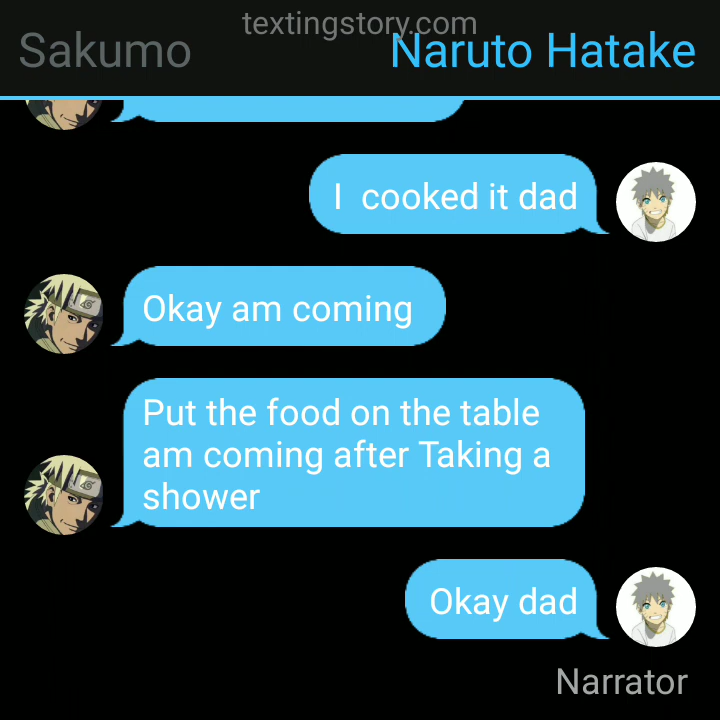 textingstory.com
Sakumo
Naruto Hatake
I cooked it dad
Okay am coming
Put the food on the table
am coming after Taking a
shower
Okay dad
Narrator